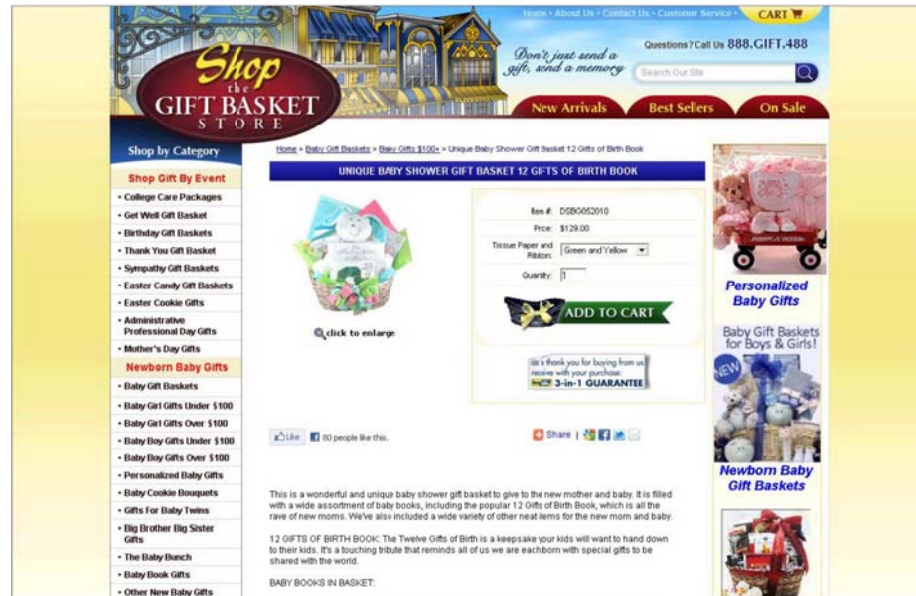 Home • About Us • Contact Us • Customer Service •
CART
Shop
the
GIFT BASKET
STORE
Don't just send a
gift, send a memory
Questions?Call Us 888.GIFT.488
Search Our Site
New Arrivals
Best Sellers
On Sale
Shop by Category
Shop Gift By Event
• College Care Packages
• Get Well Gift Basket
• Birthday Gift Baskets
• Thank You Gift Basket
• Sympathy Gift Baskets
• Easter Candy Gift Baskets
• Easter Cookie Gifts
• Administrative
Professional Day Gifts
• Mother's Day Gifts
Newborn Baby Gifts
• Baby Gift Baskets
• Baby Girl Gifts Under $100
• Baby Girl Gifts Over $100
• Baby Boy Gifts Under $100
• Baby Boy Gifts Over $100
• Personalized Baby Gifts
• Baby Cookie Bouquets
• Gifts For Baby Twins
• Big Brother Big Sister
Gifts
• The Baby Bunch
• Baby Book Gifts
• Other New Baby Gifts
Home > Baby Gift Baskets > Baby Gifts $100+ > Unique Baby Shower Gift Basket 12 Gifts of Birth Book
UNIQUE BABY SHOWER GIFT BASKET 12 GIFTS OF BIRTH BOOK
click to enlarge
Item #: DSBG052010
Price: $129.00
Tissue Paper and
Ribbon: Green and Yellow
Quantity: 1
ADD TO CART
as a thank you for buying from us
receive with your purchase:
3-in-1 GUARANTEE
Like
80 people like this.
Share |
This is a wonderful and unique baby shower gift basket to give to the new mother and baby. It is filled
with a wide assortment of baby books, including the popular 12 Gifts of Birth Book, which is all the
rave of new moms. We've also included a wide variety of other neat items for the new mom and baby.
12 GIFTS OF BIRTH BOOK: The Twelve Gifts of Birth is a keepsake your kids will want to hand down
to their kids. It's a touching tribute that reminds all of us we are eachborn with special gifts to be
shared with the world.
BABY BOOKS IN BASKET:
Personalized
Baby Gifts
Baby Gift Baskets
for Boys & Girls!
NEW
Newborn Baby
Gift Baskets